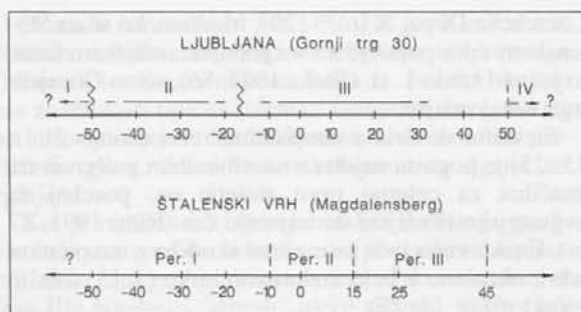 LJUBLJANA (Gornji trg 30)
? I II III IV
-50 -40 -30 -20 -10 0 10 20 30 40 50
ŠTALENSKI VRH (Magdalensberg)
? Per. I Per. II Per. III
-50 -40 -30 -20 -10 0 15 25 45